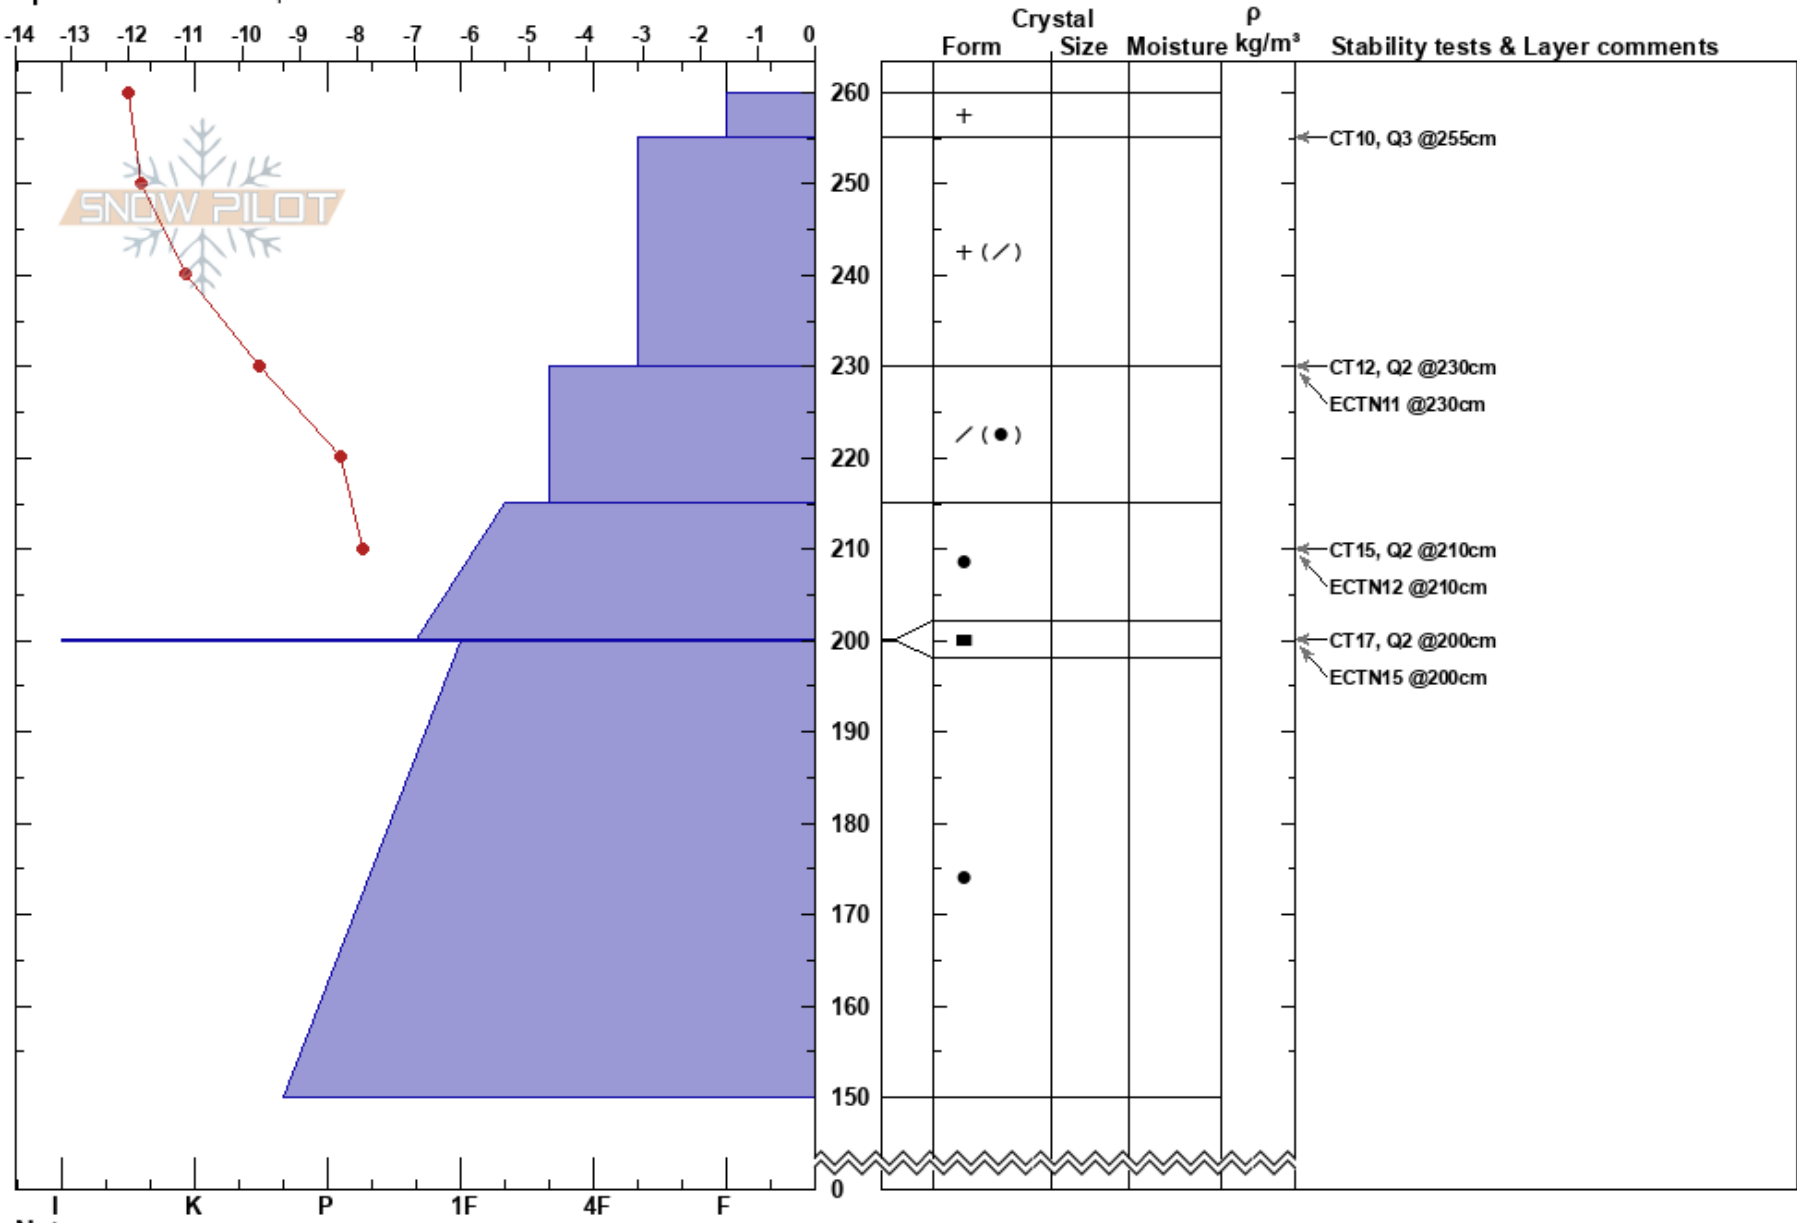 Crystal ρ
-14 -13 -12 -11 -10 -9 -8 -7 -6 -5 -4 -3 -2 -1 0 Form Size Moisture kg/m³ Stability tests & Layer comments
260
+
CT10, Q3 @255cm
250
SNOW PILOT
+ (/)
240
230 CT12, Q2 @230cm
ECTN11 @230cm
/ (●)
220
210 CT15, Q2 @210cm
● ECTN12 @210cm
200 ■ CT17, Q2 @200cm
ECTN15 @200cm
190
180
●
170
160
150
0
I K P 1F 4F F